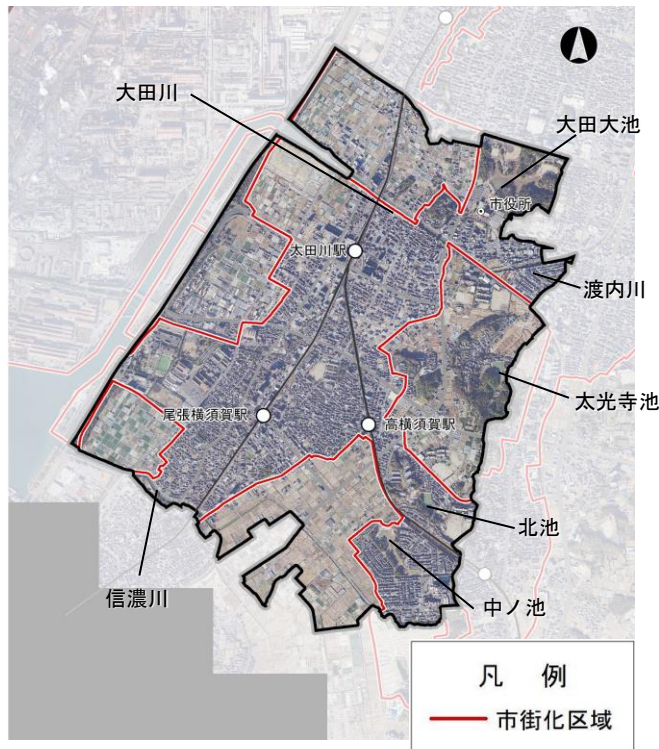 大田川
大田大池
市役所
太田川駅
渡内川
太光寺池
尾張横須賀駅
高横須賀駅
北池
信濃川
中ノ池
凡 例
市街化区域